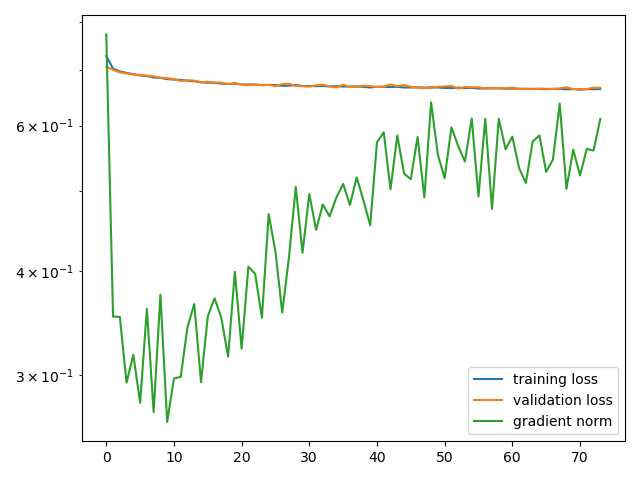 6 × 10⁻¹
4 × 10⁻¹
3 × 10⁻¹
0 10 20 30 40 50 60 70
training loss
validation loss
gradient norm